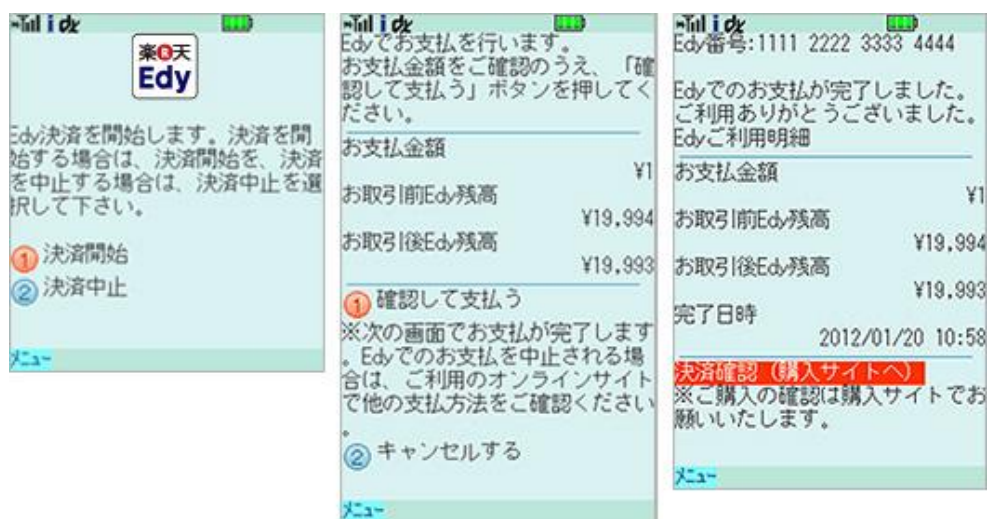 楽R天
Edy
Edy決済を開始します。決済を開
始する場合は、決済開始を、決済
を中止する場合は、決済中止を選
択して下さい。
① 決済開始
② 決済中止
メニュー
Edyでお支払を行います。
お支払金額をご確認のうえ、「確
認して支払う」ボタンを押してく
ださい。
お支払金額
¥1
お取引前Edy残高
¥19,994
お取引後Edy残高
¥19,993
① 確認して支払う
※次の画面でお支払が完了します
。Edyでのお支払を中止される場
合は、ご利用のオンラインサイト
で他の支払方法をご確認ください
。
② キャンセルする
メニュー
Edy番号:1111 2222 3333 4444
Edyでのお支払が完了しました。
ご利用ありがとうございました。
Edyご利用明細
お支払金額
¥1
お取引前Edy残高
¥19,994
お取引後Edy残高
¥19,993
完了日時
2012/01/20 10:58
決済確認（購入サイトへ）
※ご購入の確認は購入サイトでお
願いいたします。
メニュー